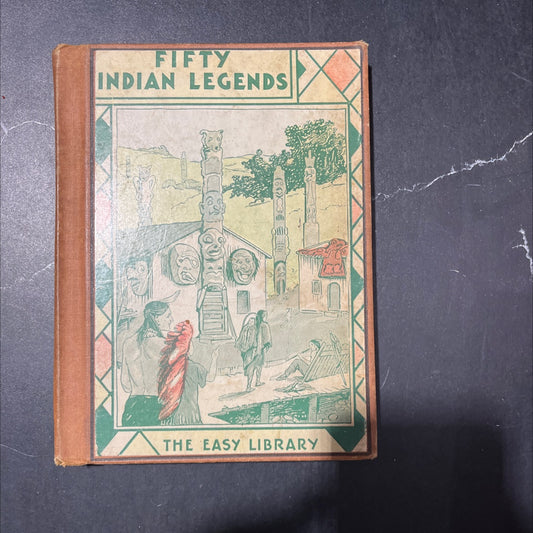 FIFTY
INDIAN LEGENDS
THE EASY LIBRARY